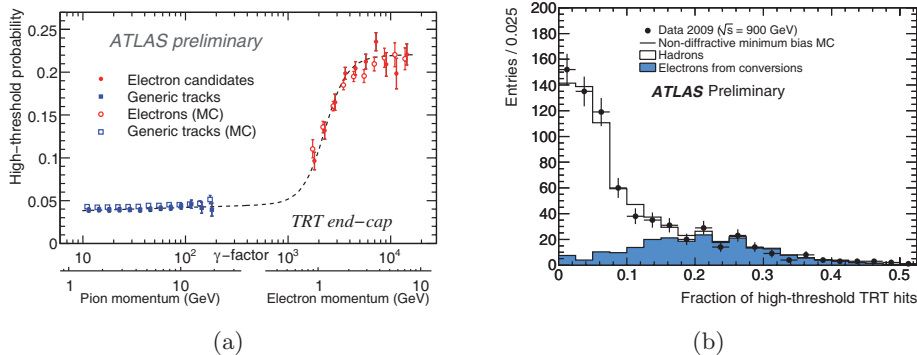 High-threshold probability
0.25
0.2
0.15
0.1
0.05
0
ATLAS preliminary
Electron candidates
Generic tracks
Electrons (MC)
Generic tracks (MC)
TRT end-cap
10 10² 10³ 10⁴
γ-factor
1 10 1 10
Pion momentum (GeV) Electron momentum (GeV)
(a)
b)
Entries / 0.025
200
180
160
140
120
100
80
60
40
20
0
Data 2009 (√s = 900 GeV)
Non-diffractive minimum bias MC
Hadrons
Electrons from conversions
ATLAS Preliminary
0 0.1 0.2 0.3 0.4 0.5
Fraction of high-threshold TRT hits
(b)